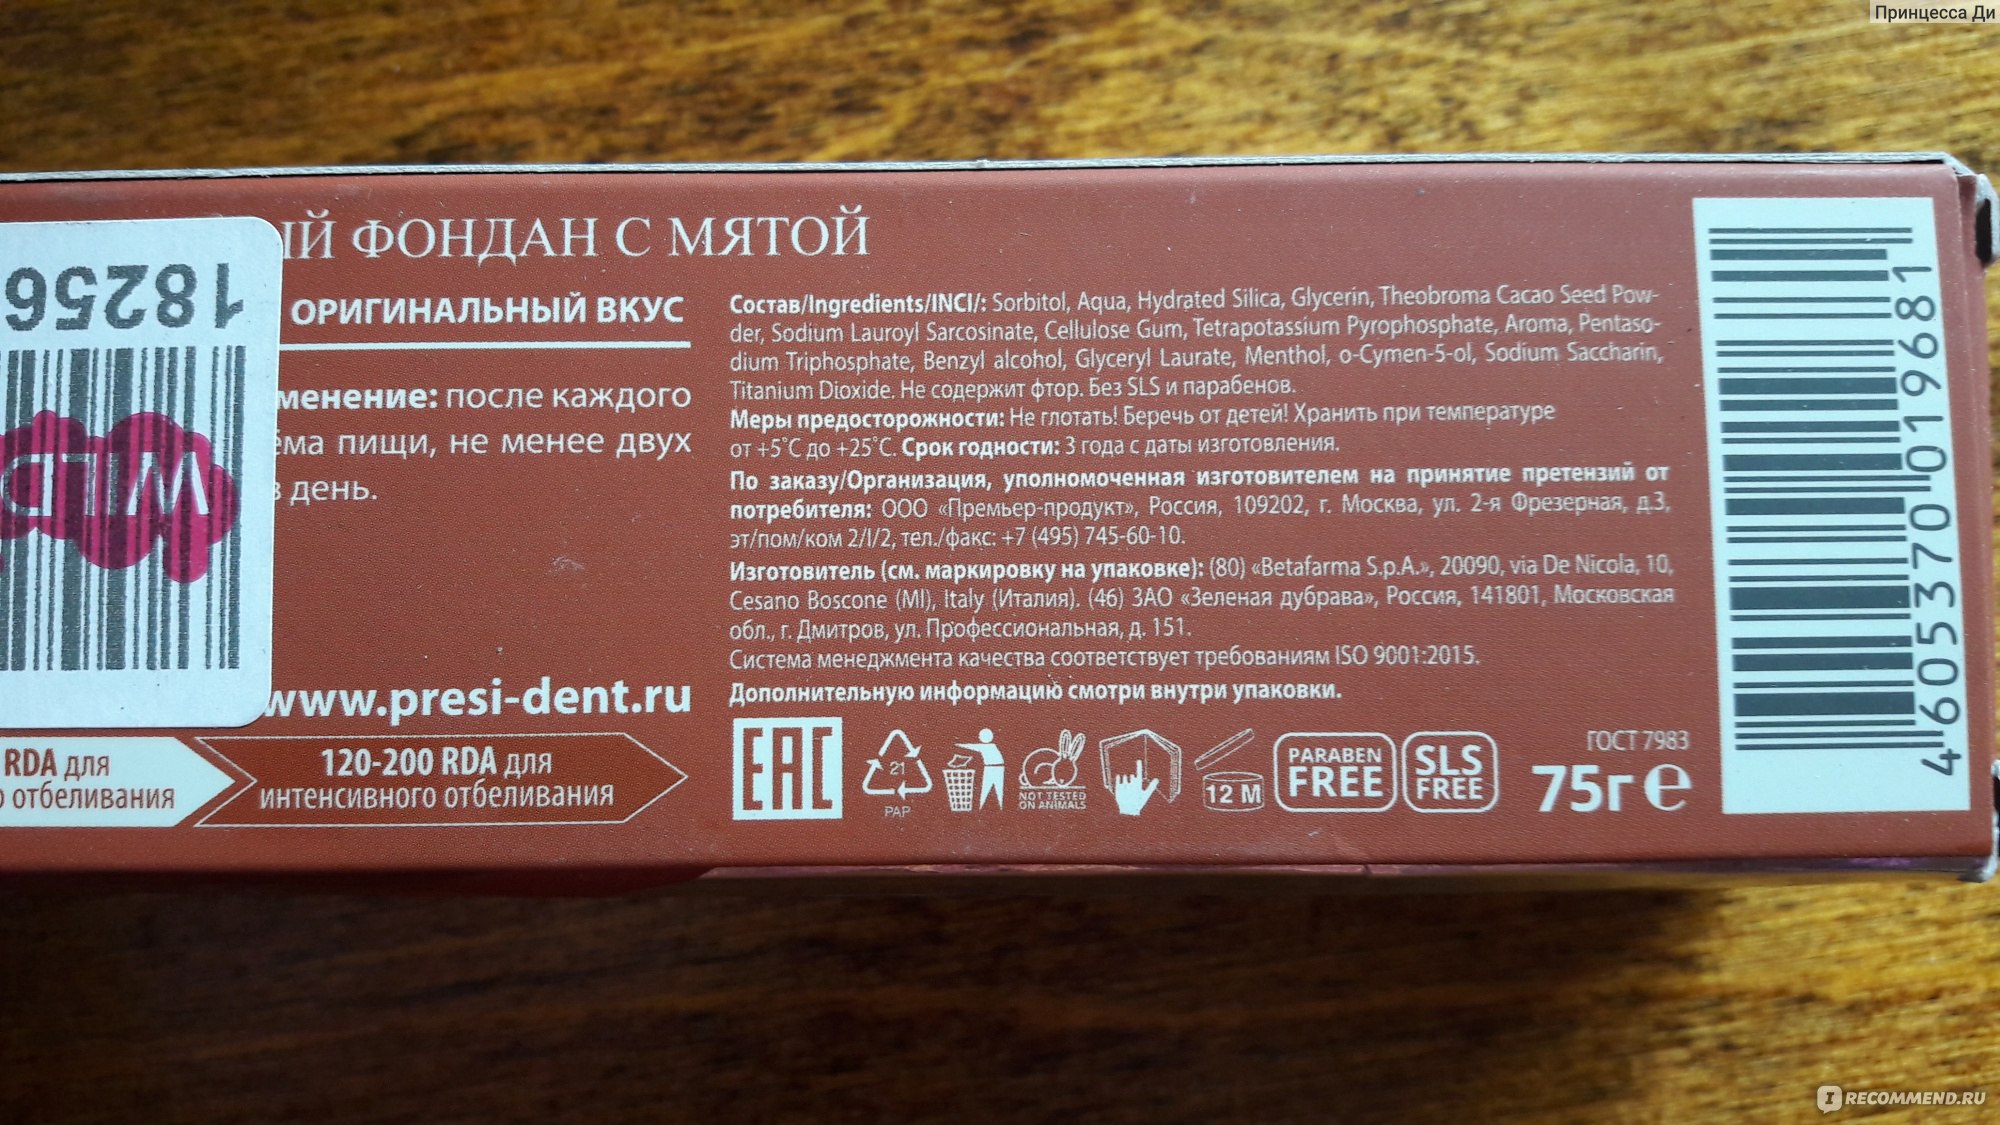 Принцесса Ди
ЫЙ ФОНДАН С МЯТОЙ
18256
ОРИГИНАЛЬНЫЙ ВКУС
менение: после каждого
ёма пищи, не менее двух
в день.
WILD
www.presi-dent.ru
RDA для
о отбеливания
120-200 RDA для
интенсивного отбеливания
Состав/Ingredients/INCI/: Sorbitol, Aqua, Hydrated Silica, Glycerin, Theobroma Cacao Seed Pow-
der, Sodium Lauroyl Sarcosinate, Cellulose Gum, Tetrapotassium Pyrophosphate, Aroma, Pentaso-
dium Triphosphate, Benzyl alcohol, Glyceryl Laurate, Menthol, o-Cymen-5-ol, Sodium Saccharin,
Titanium Dioxide. Не содержит фтор. Без SLS и парабенов.
Меры предосторожности: Не глотать! Беречь от детей! Хранить при температуре
от +5˚C до +25˚C. Срок годности: 3 года с даты изготовления.
По заказу/Организация, уполномоченная изготовителем на принятие претензий от
потребителя: ООО «Премьер-продукт», Россия, 109202, г. Москва, ул. 2-я Фрезерная, д.3,
эт/пом/ком 2/I/2, тел./факс: +7 (495) 745-60-10.
Изготовитель (см. маркировку на упаковке): (80) «Betafarma S.p.A.», 20090, via De Nicola, 10,
Cesano Boscone (MI), Italy (Италия). (46) ЗАО «Зеленая дубрава», Россия, 141801, Московская
обл., г. Дмитров, ул. Профессиональная, д. 151.
Система менеджмента качества соответствует требованиям ISO 9001:2015.
Дополнительную информацию смотри внутри упаковки.
EAC
21
PAP
NOT TESTED
ON ANIMALS
12 M
PARABEN
FREE
SLS
FREE
ГОСТ 7983
75г e
4605370019681
IRECOMMEND.RU